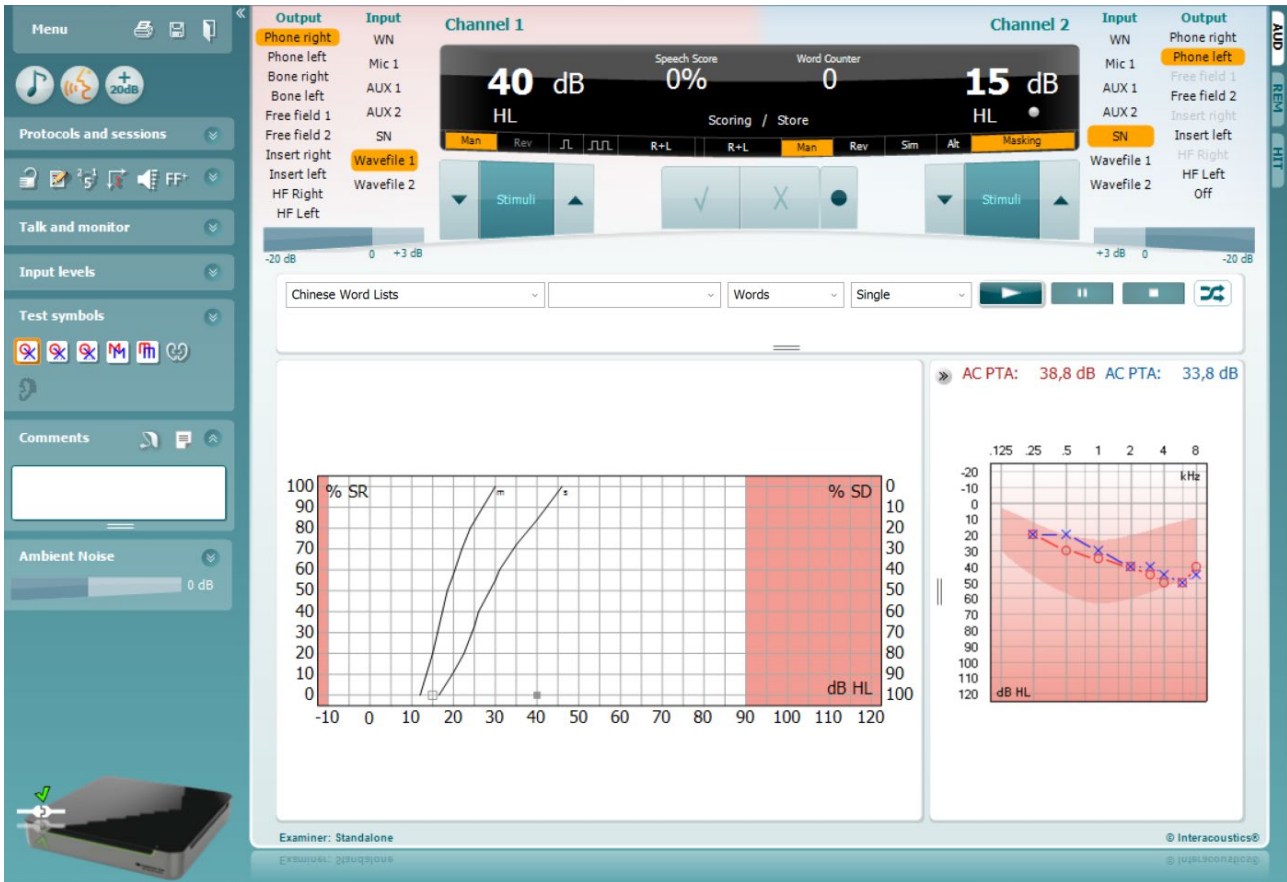 Menu
20dB
Protocols and sessions
FF+
Talk and monitor
Input levels
Test symbols
Comments
Ambient Noise
0 dB
Output
Phone right
Phone left
Bone right
Bone left
Free field 1
Free field 2
Insert right
Insert left
HF Right
HF Left
Input
WN
Mic 1
AUX 1
AUX 2
SN
Wavefile 1
Wavefile 2
-20 dB 0 +3 dB
Channel 1
Channel 2
40 dB
HL
Speech Score
0%
Word Counter
0
Scoring / Store
15 dB
HL
Man Rev R+L R+L Man Rev Sim Alt Masking
Stimuli
Stimuli
Input
WN
Mic 1
AUX 1
AUX 2
SN
Wavefile 1
Wavefile 2
Output
Phone right
Phone left
Free field 1
Free field 2
Insert right
Insert left
HF Right
HF Left
Off
+3 dB 0 -20 dB
AUD
REM
HIT
Chinese Word Lists Words Single
% SR m s % SD
100 90 80 70 60 50 40 30 20 10 0
0 10 20 30 40 50 60 70 80 90 100
dB HL
-10 0 10 20 30 40 50 60 70 80 90 100 110 120
AC PTA: 38,8 dB AC PTA: 33,8 dB
.125 .25 .5 1 2 4 8
kHz
-20
-10
0
10
20
30
40
50
60
70
80
90
100
110
120
dB HL
Examiner: Standalone
© Interacoustics®